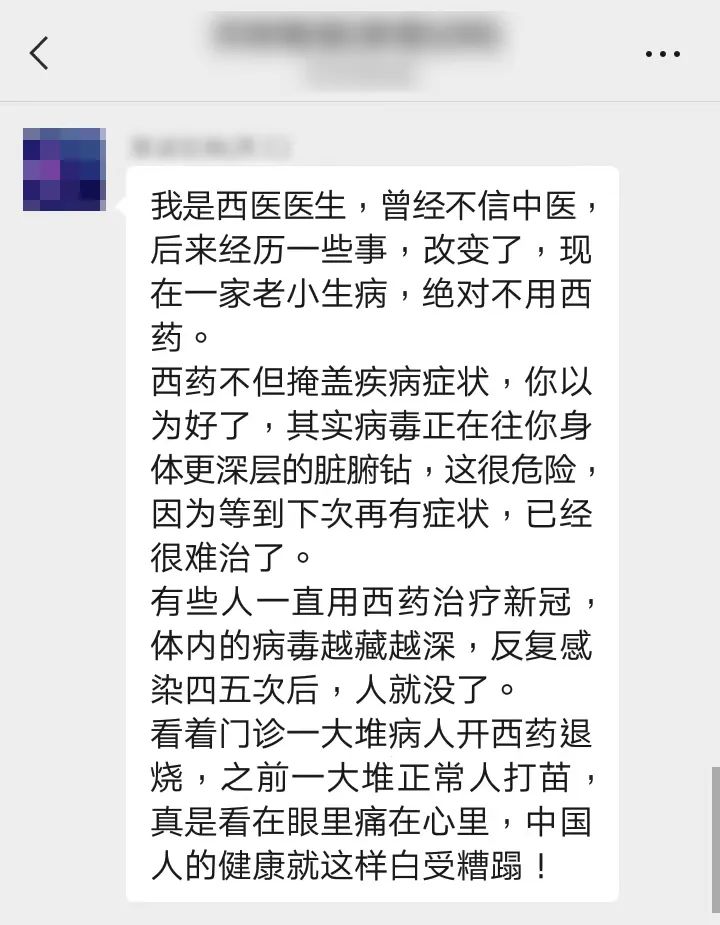 我是西医医生，曾经不信中医，
后来经历一些事，改变了，现
在一家老小生病，绝对不用西
药。
西药不但掩盖疾病症状，你以
为好了，其实病毒正在往你身
体更深层的脏腑钻，这很危险，
因为等到下次再有症状，已经
很难治了。
有些人一直用西药治疗新冠，
体内的病毒越藏越深，反复感
染四五次后，人就没了。
看着门诊一大堆病人开西药退
烧，之前一大堆正常人打苗，
真是看在眼里痛在心里，中国
人的健康就这样白受糟蹋！